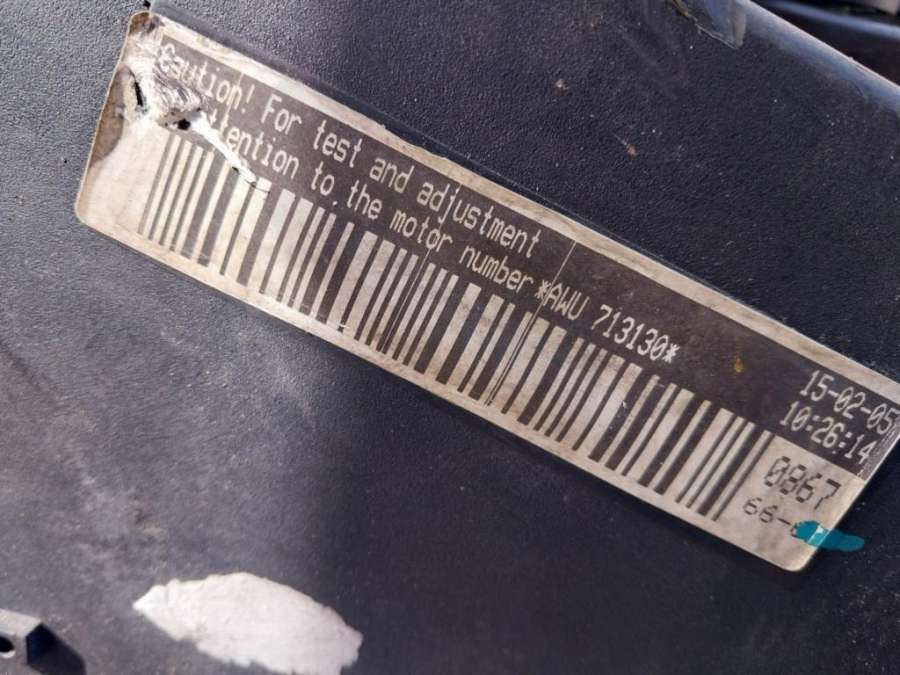 Caution! For test and adjustment
attention to the motor number *AWU 713130*
15-02-05
10:26:14
0867
66-